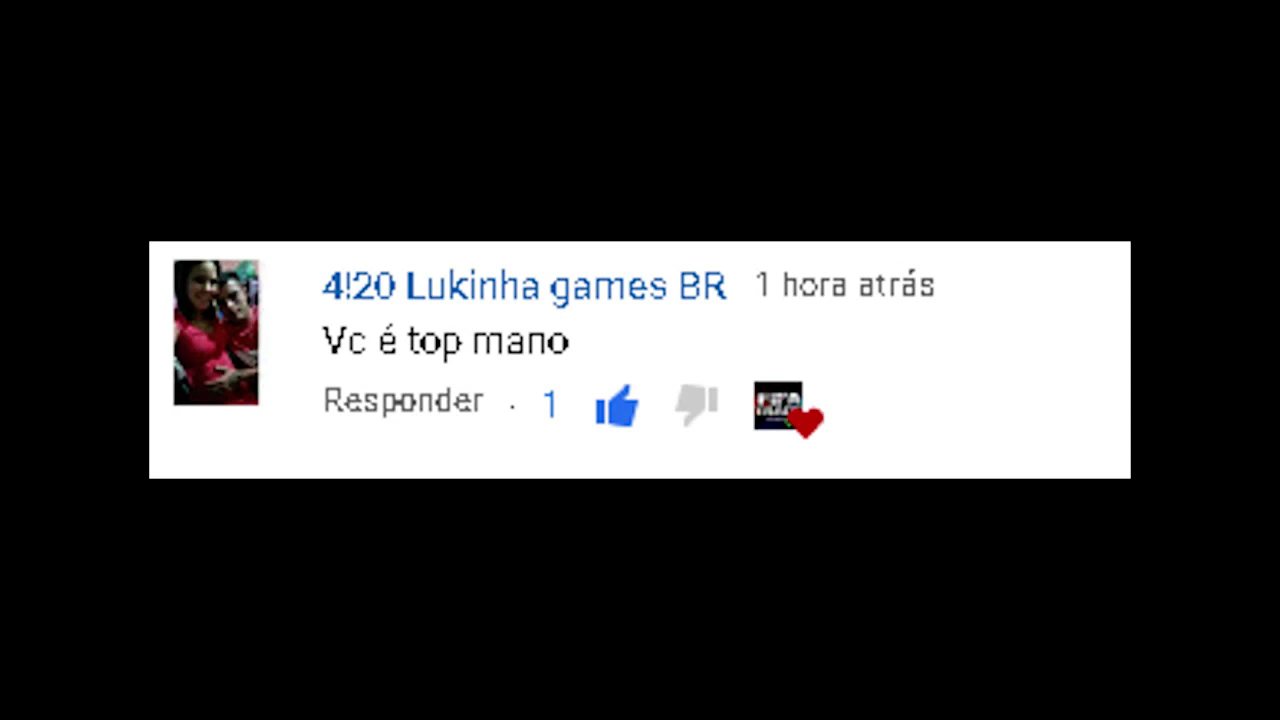 4!20 Lukinha games BR 1 hora atrás
Vc é top mano
Responder . 1